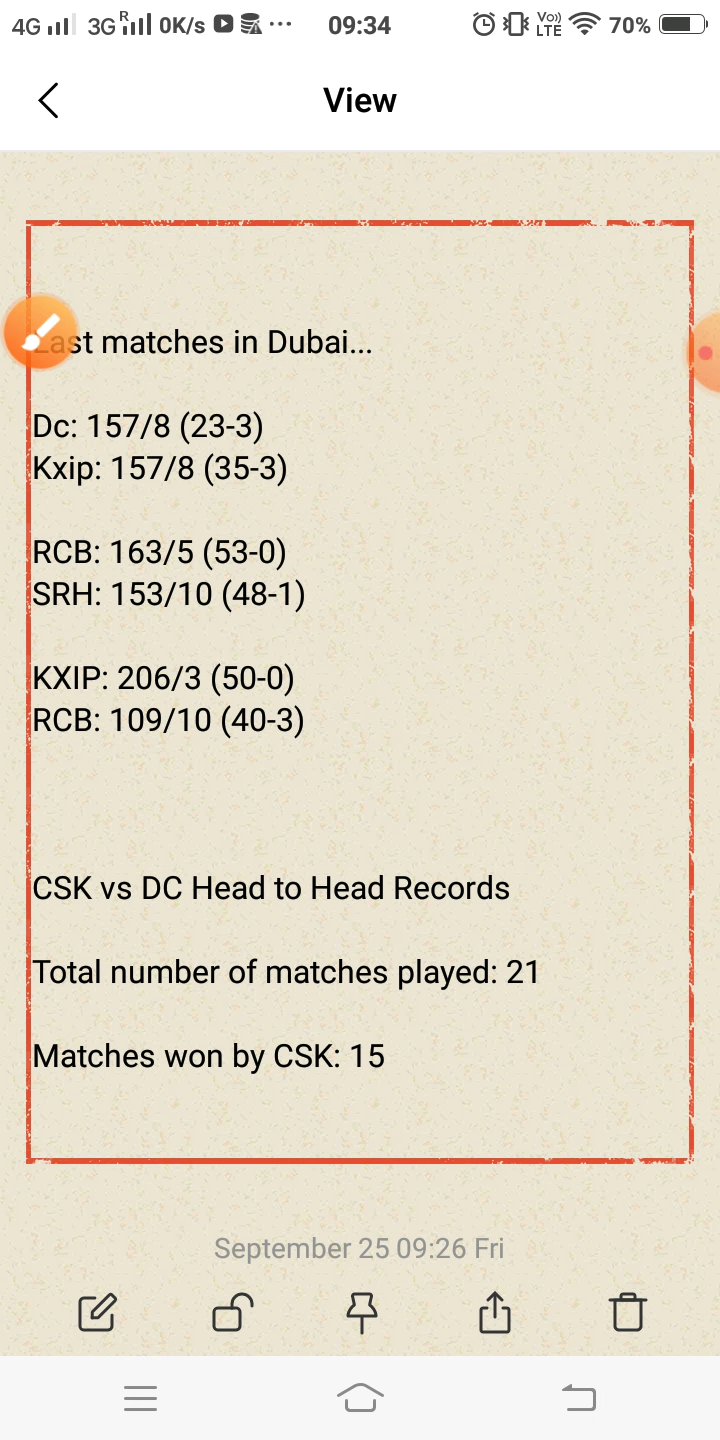 4G 3G R 0K/s ... 09:34 Vo)) LTE 70%
View
Last matches in Dubai...
Dc: 157/8 (23-3)
Kxip: 157/8 (35-3)
RCB: 163/5 (53-0)
SRH: 153/10 (48-1)
KXIP: 206/3 (50-0)
RCB: 109/10 (40-3)
CSK vs DC Head to Head Records
Total number of matches played: 21
Matches won by CSK: 15
September 25 09:26 Fri